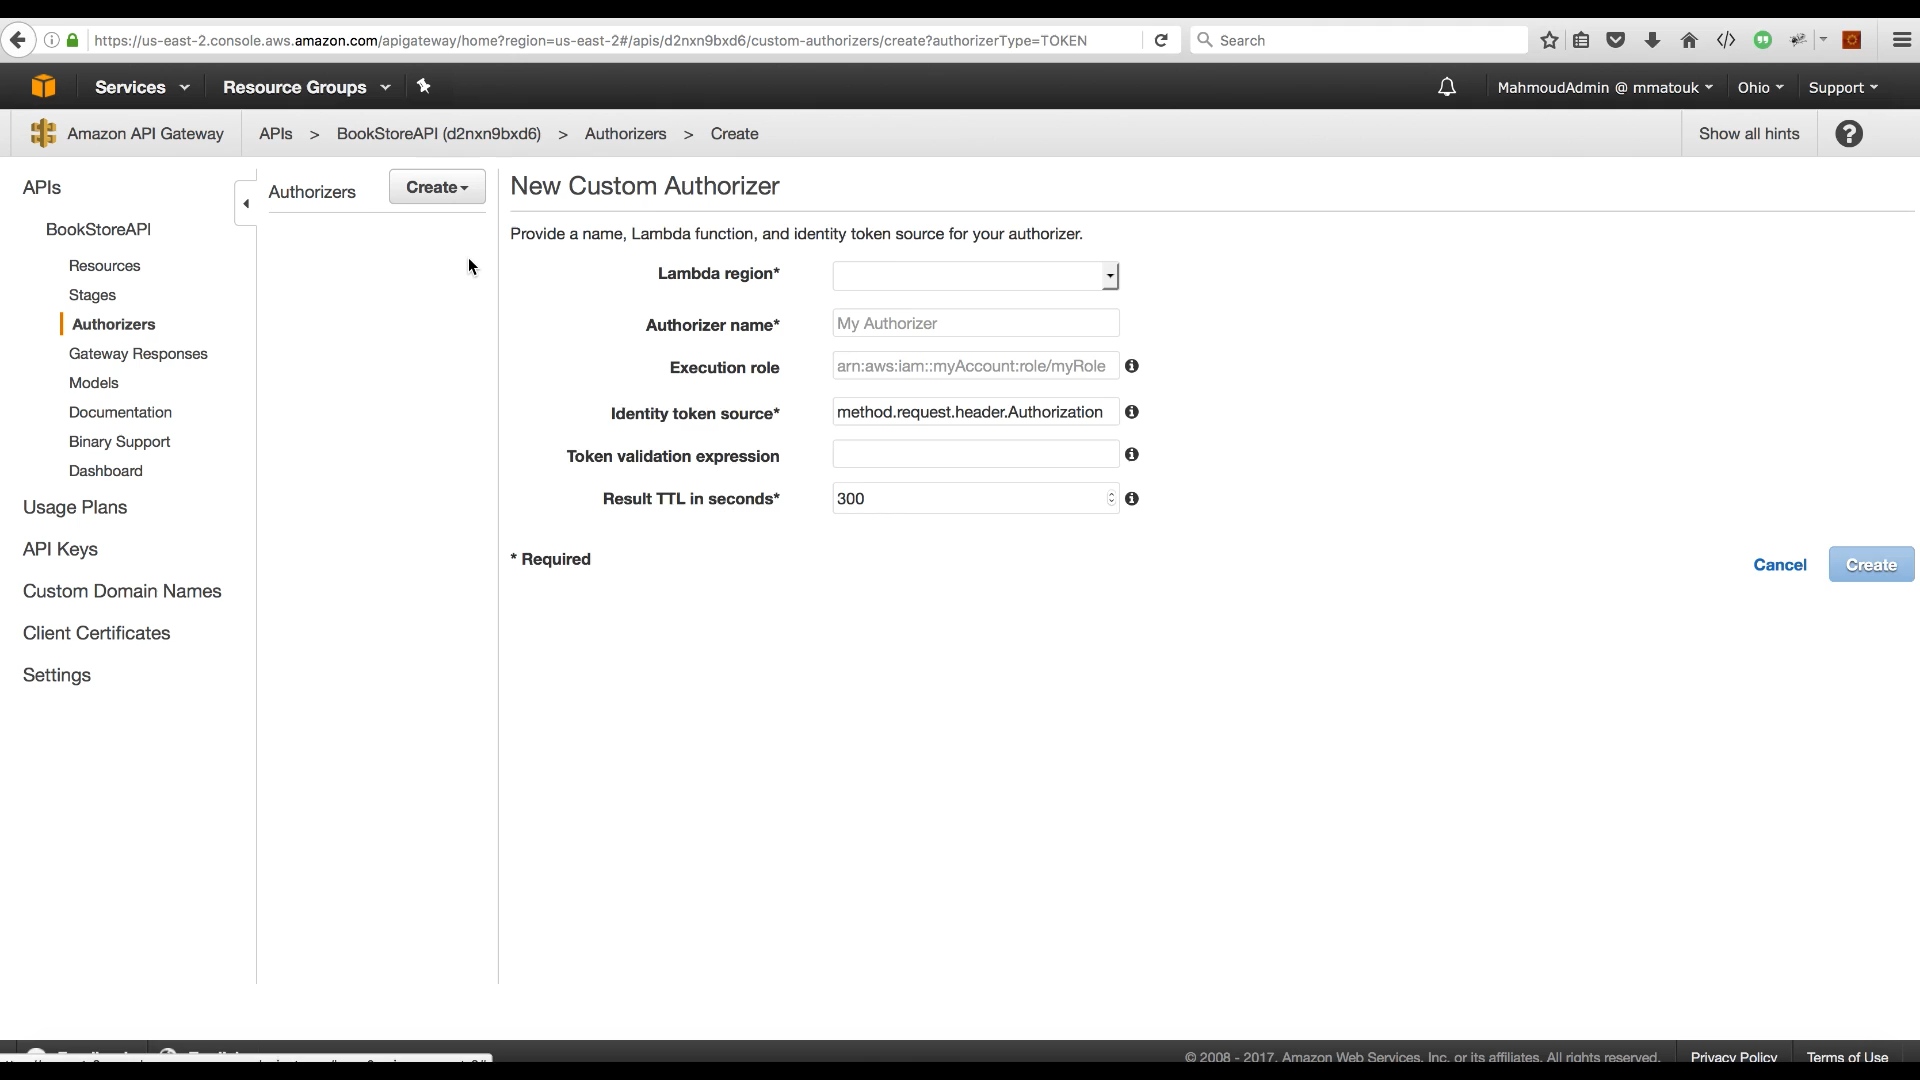 https://us-east-2.console.aws.amazon.com/apigateway/home?region=us-east-2#/apis/d2nxn9bxd6/custom-authorizers/create?authorizerType=TOKEN
Search
Services
Resource Groups
MahmoudAdmin @ mmatouk
Ohio
Support
Amazon API Gateway
APIs > BookStoreAPI (d2nxn9bxd6) > Authorizers > Create
Show all hints
APIs
BookStoreAPI
Resources
Stages
Authorizers
Gateway Responses
Models
Documentation
Binary Support
Dashboard
Usage Plans
API Keys
Custom Domain Names
Client Certificates
Settings
Authorizers
Create
New Custom Authorizer
Provide a name, Lambda function, and identity token source for your authorizer.
Lambda region*
Authorizer name* My Authorizer
Execution role arn:aws:iam::myAccount:role/myRole
Identity token source* method.request.header.Authorization
Token validation expression
Result TTL in seconds* 300
* Required
Cancel
Create
© 2008 - 2017, Amazon Web Services, Inc. or its affiliates. All rights reserved.
Privacy Policy
Terms of Use